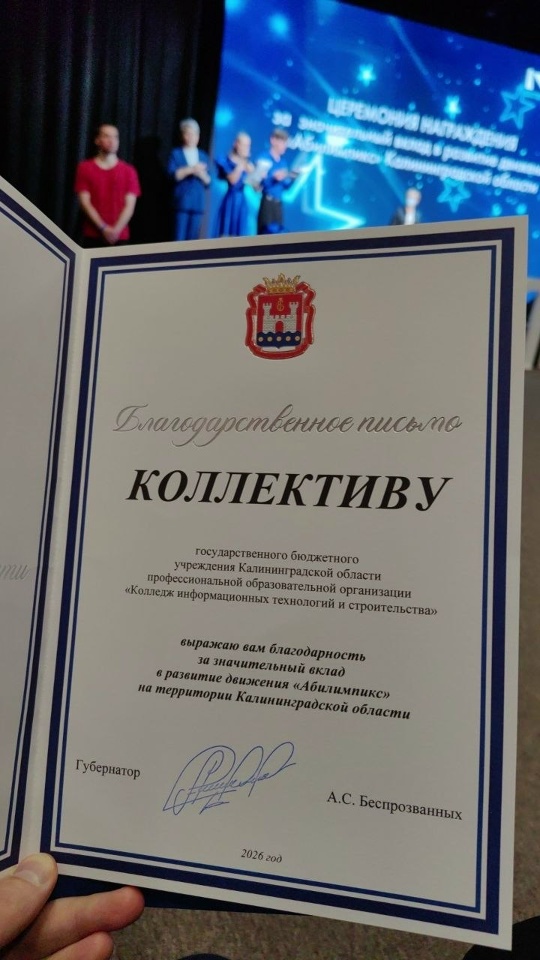 ЦЕРЕМОНИЯ НАГРАЖДЕНИЯ
за значительный вклад в развитие
«Абилимпикс» Калининградской области
Благодарственное письмо
КОЛЛЕКТИВУ
государственного бюджетного
учреждения Калининградской области
профессиональной образовательной организации
«Колледж информационных технологий и строительства»
выражаю вам благодарность
за значительный вклад
в развитие движения «Абилимпикс»
на территории Калининградской области
Губернатор
А.С. Беспрозванных
2026 год